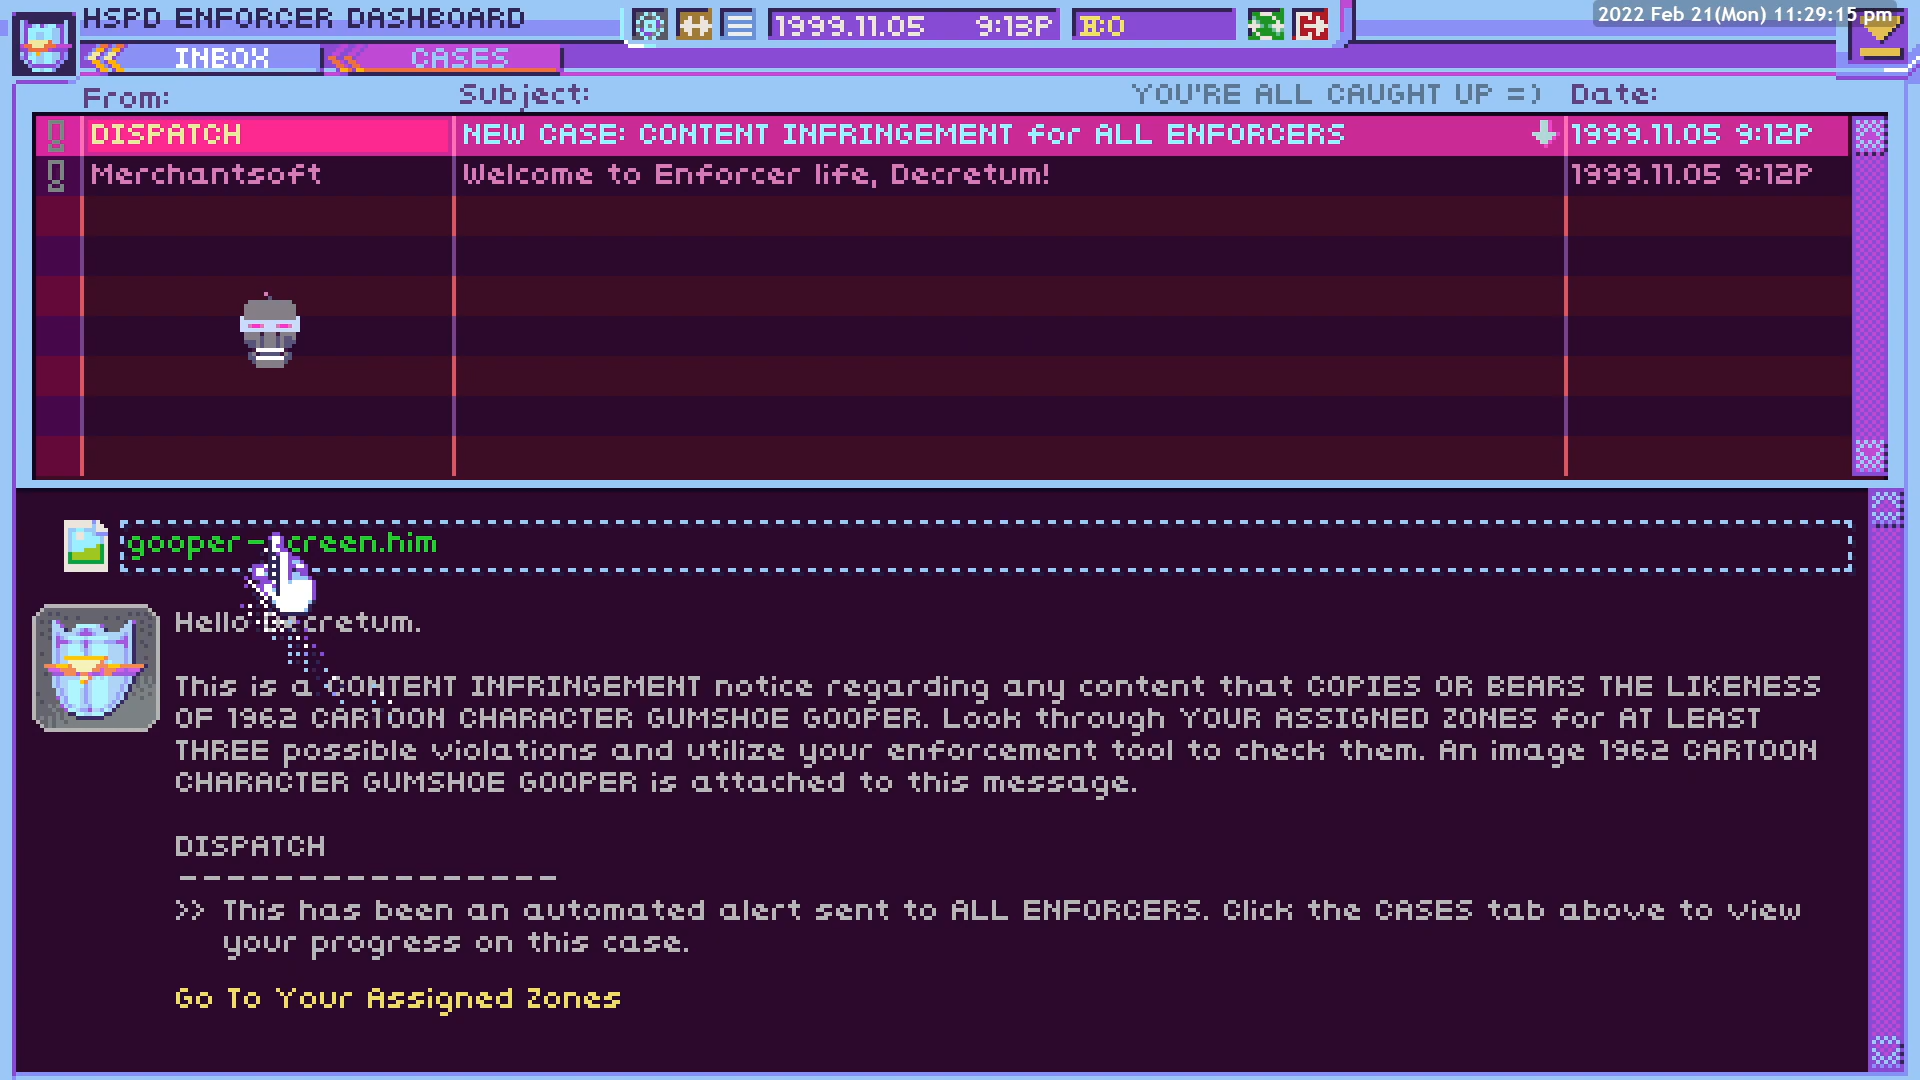 HSPD ENFORCER DASHBOARD
1999.11.05 9:13P
0
2022 Feb 21(Mon) 11:29:15 pm
INBOX
CASES
From:
Subject:
YOU'RE ALL CAUGHT UP =)
Date:
DISPATCH
NEW CASE: CONTENT INFRINGEMENT for ALL ENFORCERS
1999.11.05 9:12P
Merchantsoft
Welcome to Enforcer life, Decretum!
1999.11.05 9:12P
gooper-screen.him
Hello Decretum.
This is a CONTENT INFRINGEMENT notice regarding any content that COPIES OR BEARS THE LIKENESS
OF 1962 CARTOON CHARACTER GUMSHOE GOOPER. Look through YOUR ASSIGNED ZONES for AT LEAST
THREE possible violations and utilize your enforcement tool to check them. An image 1962 CARTOON
CHARACTER GUMSHOE GOOPER is attached to this message.
DISPATCH
----------------
>> This has been an automated alert sent to ALL ENFORCERS. Click the CASES tab above to view
your progress on this case.
Go To Your Assigned Zones